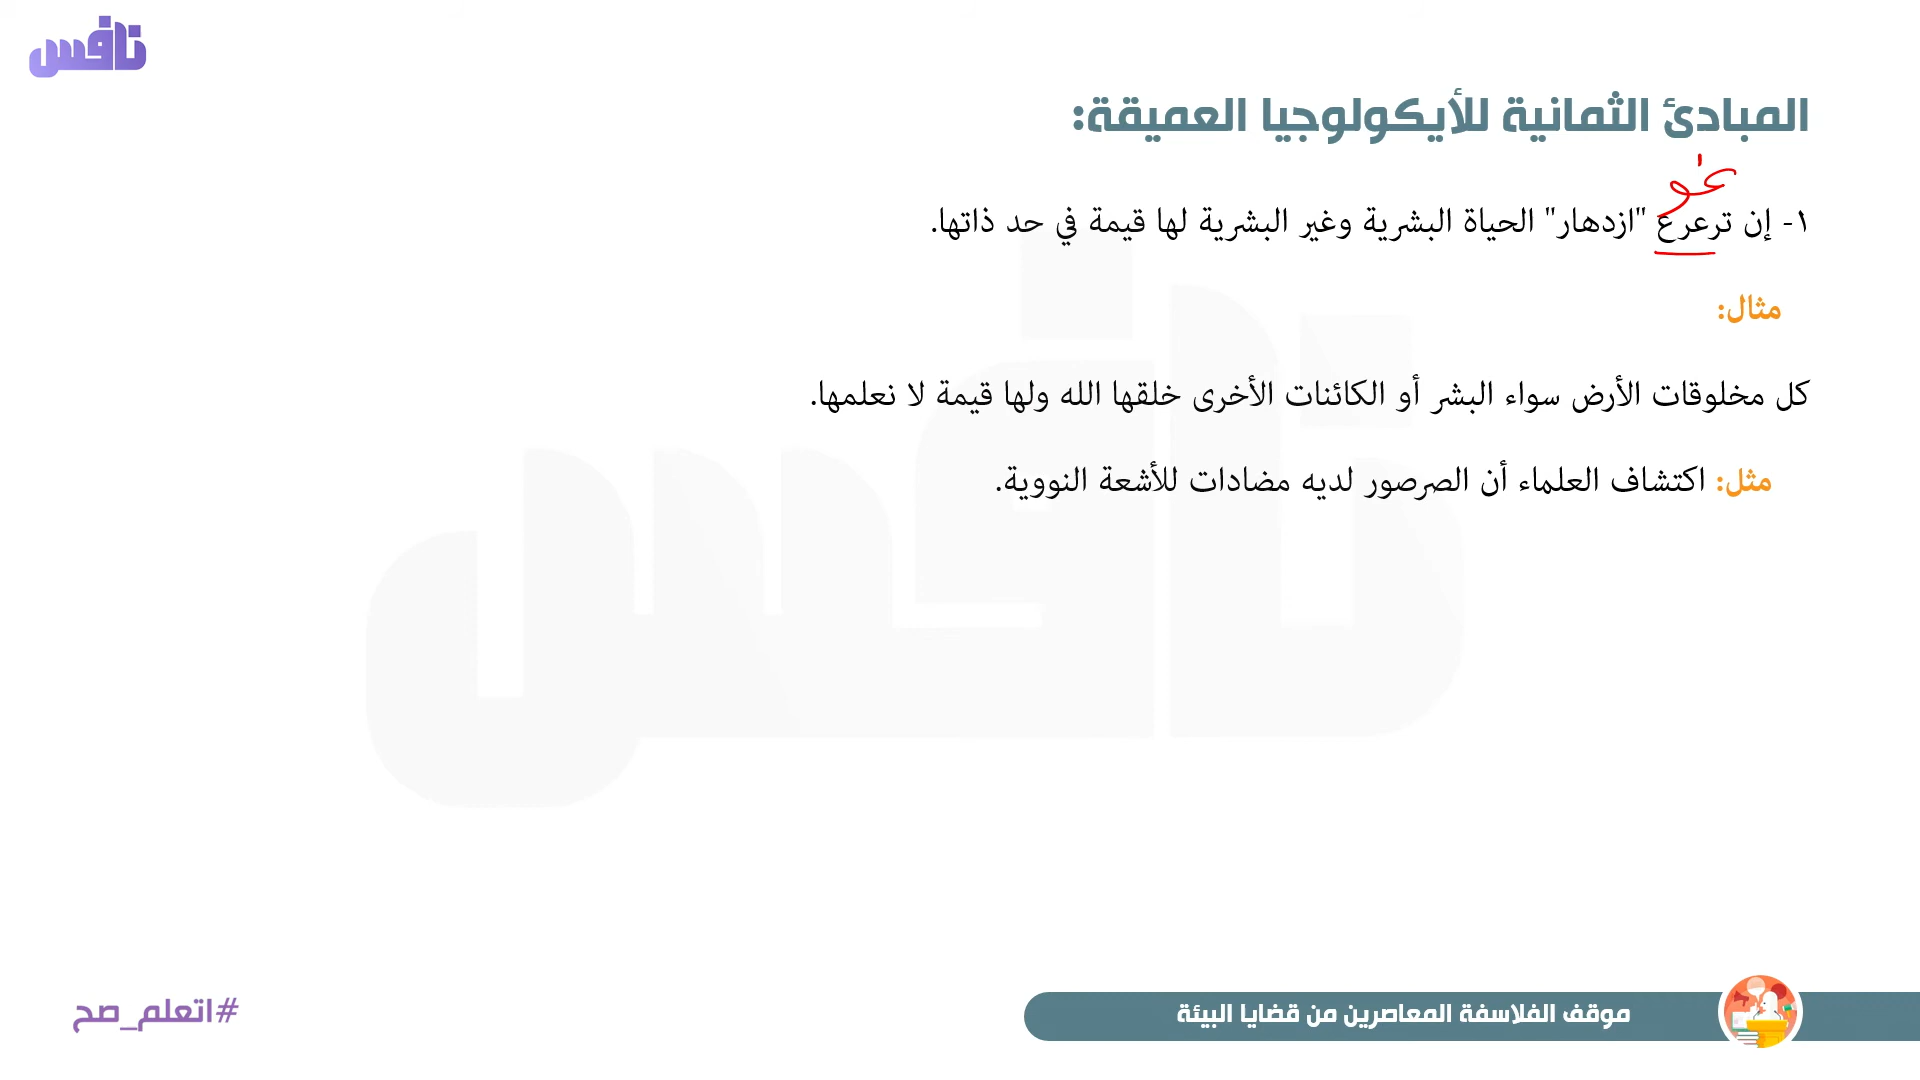 نافس
المبادئ الثمانية للأيكولوجيا العميقة:
١- إن ترعرع "ازدهار" الحياة البشرية وغير البشرية لها قيمة في حد ذاتها.
مثال:
كل مخلوقات الأرض سواء البشر أو الكائنات الأخرى خلقها الله ولها قيمة لا نعلمها.
مثل: اكتشاف العلماء أن الصرصور لديه مضادات للأشعة النووية.
موقف الفلاسفة المعاصرين من قضايا البيئة
#اتعلم_صح